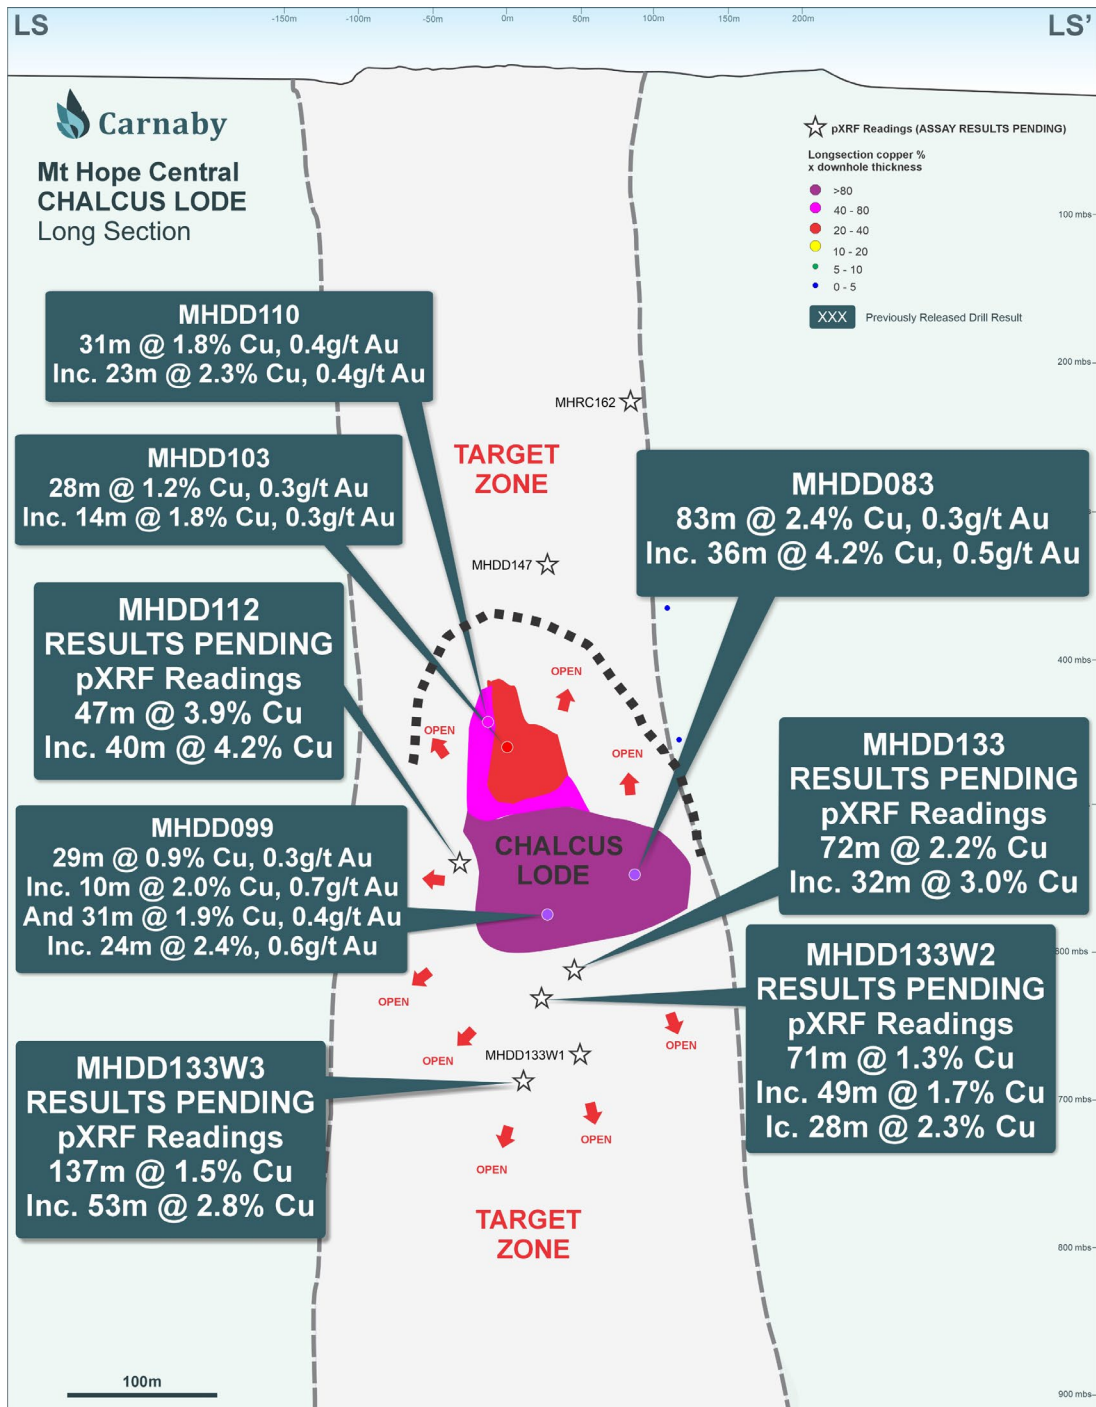 LS
-150m
-100m
-50m
0m
50m
100m
150m
200m
LS'
Carnaby
Mt Hope Central
CHALCUS LODE
Long Section
pXRF Readings (ASSAY RESULTS PENDING)
Longsection copper %
x downhole thickness
>80
40 - 80
20 - 40
10 - 20
5 - 10
0 - 5
XXX Previously Released Drill Result
100 mbs
200 mbs
MHDD110
31m @ 1.8% Cu, 0.4g/t Au
Inc. 23m @ 2.3% Cu, 0.4g/t Au
MHRC162
TARGET
ZONE
MHDD103
28m @ 1.2% Cu, 0.3g/t Au
Inc. 14m @ 1.8% Cu, 0.3g/t Au
MHDD083
83m @ 2.4% Cu, 0.3g/t Au
Inc. 36m @ 4.2% Cu, 0.5g/t Au
MHDD147
MHDD112
RESULTS PENDING
pXRF Readings
47m @ 3.9% Cu
Inc. 40m @ 4.2% Cu
400 mbs
OPEN
OPEN
OPEN
MHDD133
RESULTS PENDING
pXRF Readings
72m @ 2.2% Cu
Inc. 32m @ 3.0% Cu
CHALCUS
LODE
MHDD099
29m @ 0.9% Cu, 0.3g/t Au
Inc. 10m @ 2.0% Cu, 0.7g/t Au
And 31m @ 1.9% Cu, 0.4g/t Au
Inc. 24m @ 2.4%, 0.6g/t Au
MHDD133W2
RESULTS PENDING
pXRF Readings
71m @ 1.3% Cu
Inc. 49m @ 1.7% Cu
Ic. 28m @ 2.3% Cu
OPEN
OPEN
OPEN
MHDD133W1
MHDD133W3
RESULTS PENDING
pXRF Readings
137m @ 1.5% Cu
Inc. 53m @ 2.8% Cu
700 mbs
OPEN
OPEN
TARGET
ZONE
800 mbs
100m
900 mbs